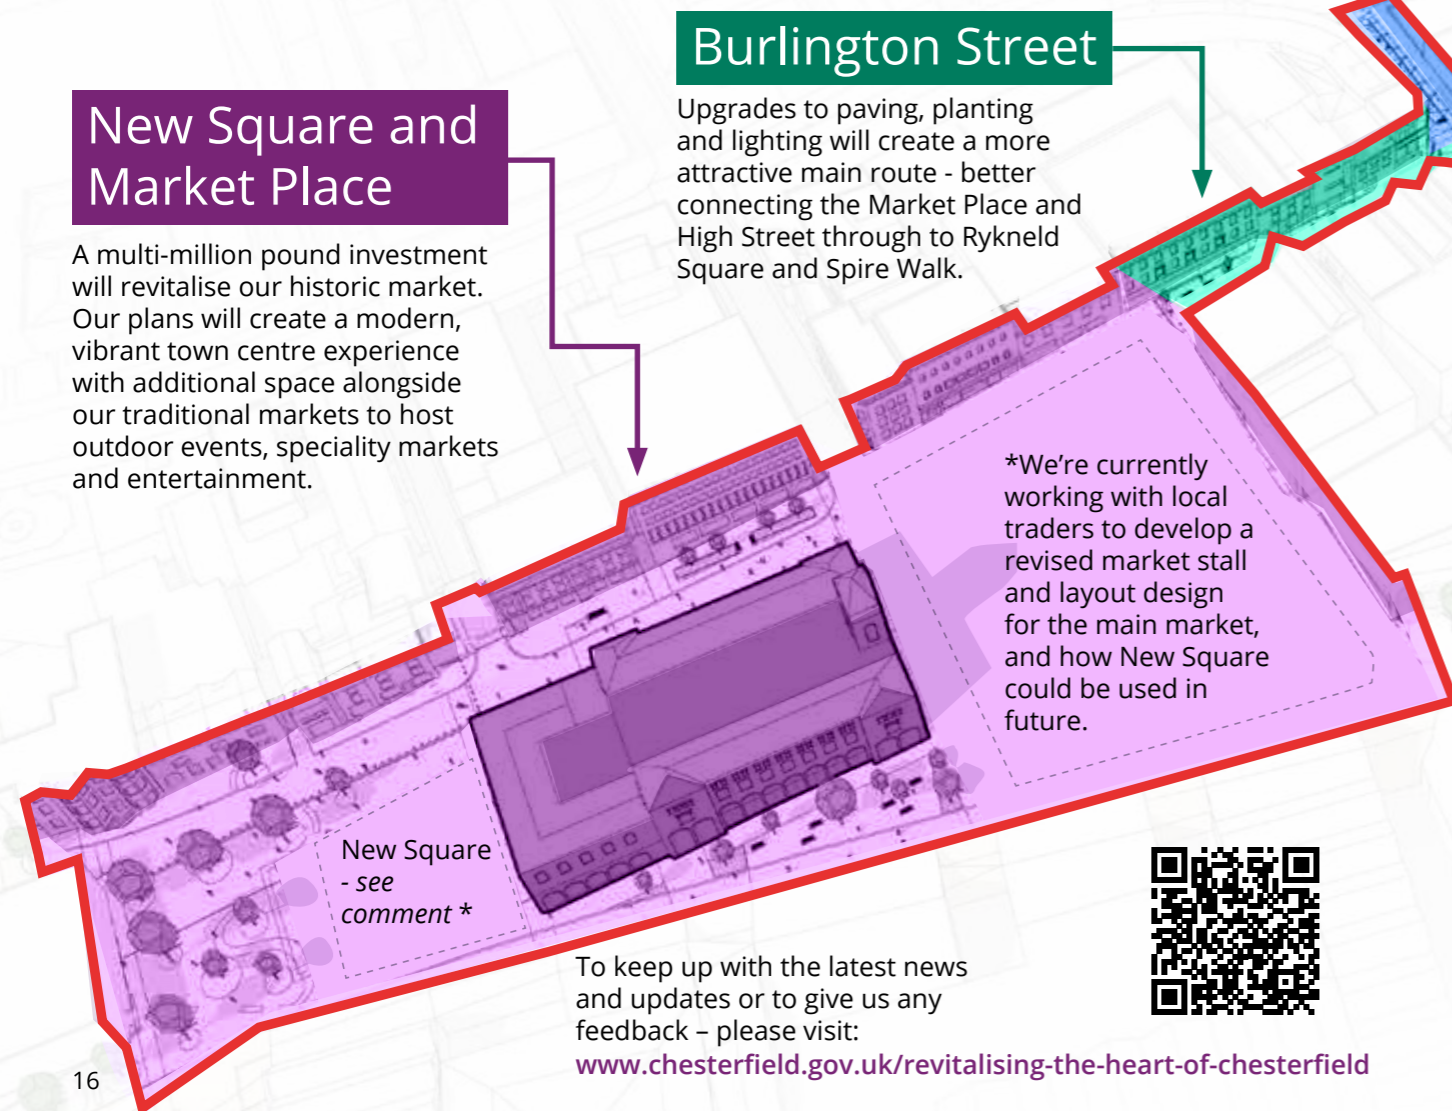 New Square and
Market Place
A multi-million pound investment
will revitalise our historic market.
Our plans will create a modern,
vibrant town centre experience
with additional space alongside
our traditional markets to host
outdoor events, speciality markets
and entertainment.
Burlington Street
Upgrades to paving, planting
and lighting will create a more
attractive main route - better
connecting the Market Place and
High Street through to Rykneld
Square and Spire Walk.
*We’re currently
working with local
traders to develop a
revised market stall
and layout design
for the main market,
and how New Square
could be used in
future.
New Square
- see
comment *
To keep up with the latest news
and updates or to give us any
feedback – please visit:
www.chesterfield.gov.uk/revitalising-the-heart-of-chesterfield
16